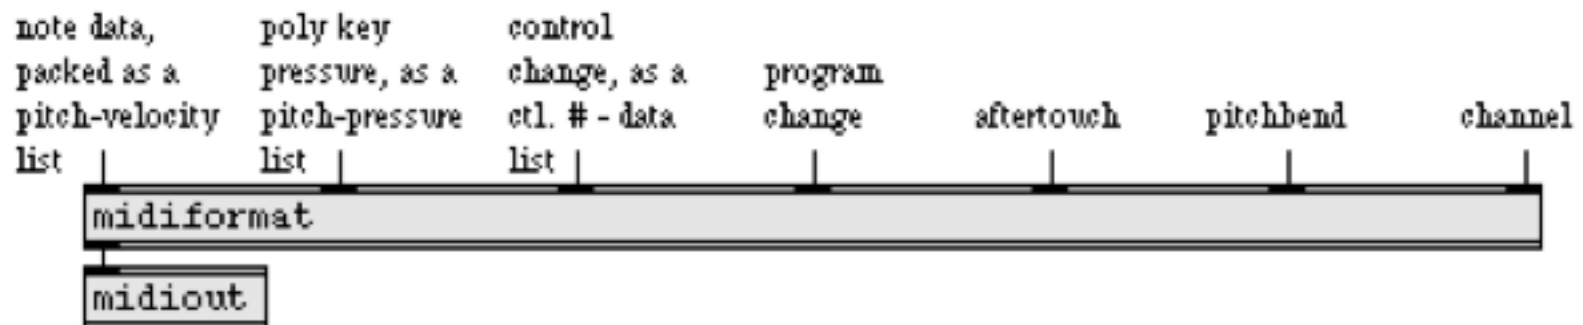 note data,
packed as a
pitch-velocity
list
poly key
pressure, as a
pitch-pressure
list
control
change, as a
ctl. # - data
list
program
change
aftertouch
pitchbend
channel
midiformat
midiout